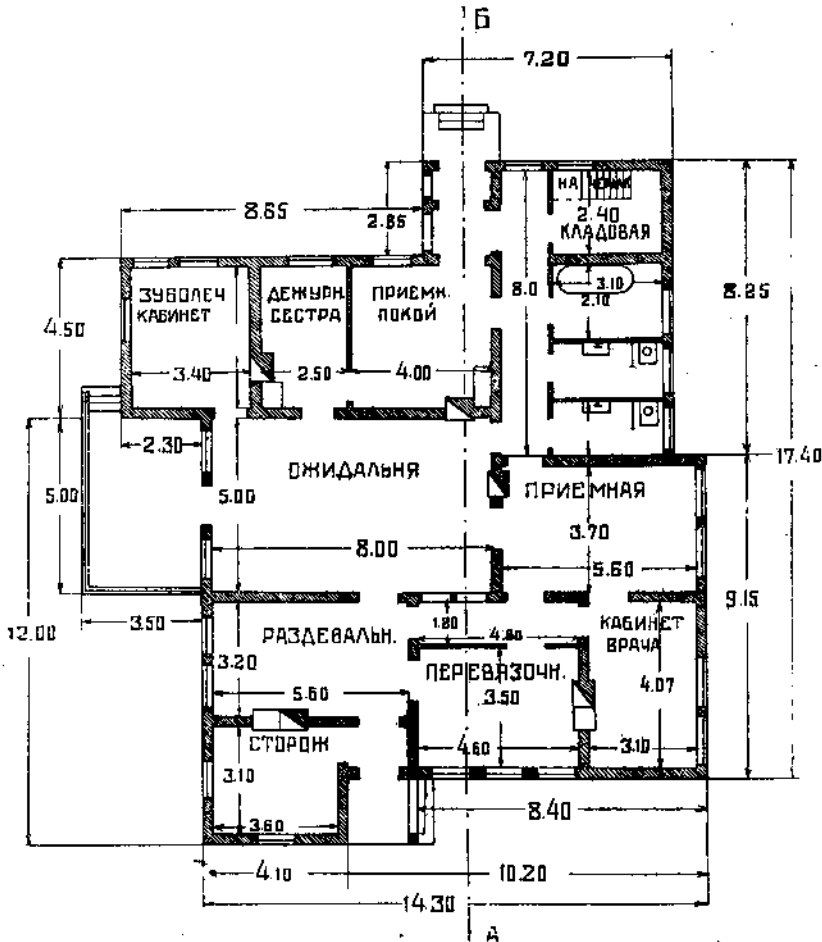 Б
7.20
8.65
2.85
НА ЧЕРДАК
2.40
КЛАДОВАЯ
ЗУБОЛЕЧ
КАБИНЕТ
ДЕЖУРН.
СЕСТРА
ПРИЕМН.
ПОКОЙ
8.0
3.10
2.10
8.25
4.50
3.40
2.50
4.00
2.30
ОЖИДАЛЬНЯ
17.40
5.00
5.00
ПРИЕМНАЯ
3.70
8.00
5.60
9.15
12.00
3.50
РАЗДЕВАЛЬН.
1.80
4.80
КАБИНЕТ
ВРАЧА
3.20
ПЕРЕВЯЗОЧН.
5.60
3.50
4.07
СТОРОЖ
3.10
4.60
3.10
3.60
8.40
4.10
10.20
14.30
А